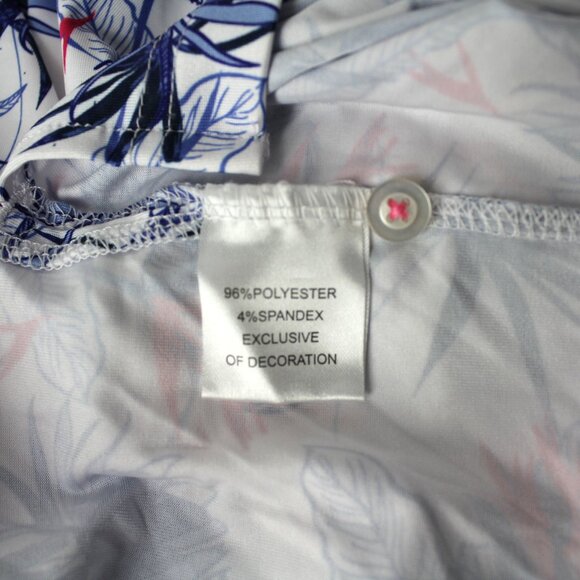 96%POLYESTER
4%SPANDEX
EXCLUSIVE
OF DECORATION